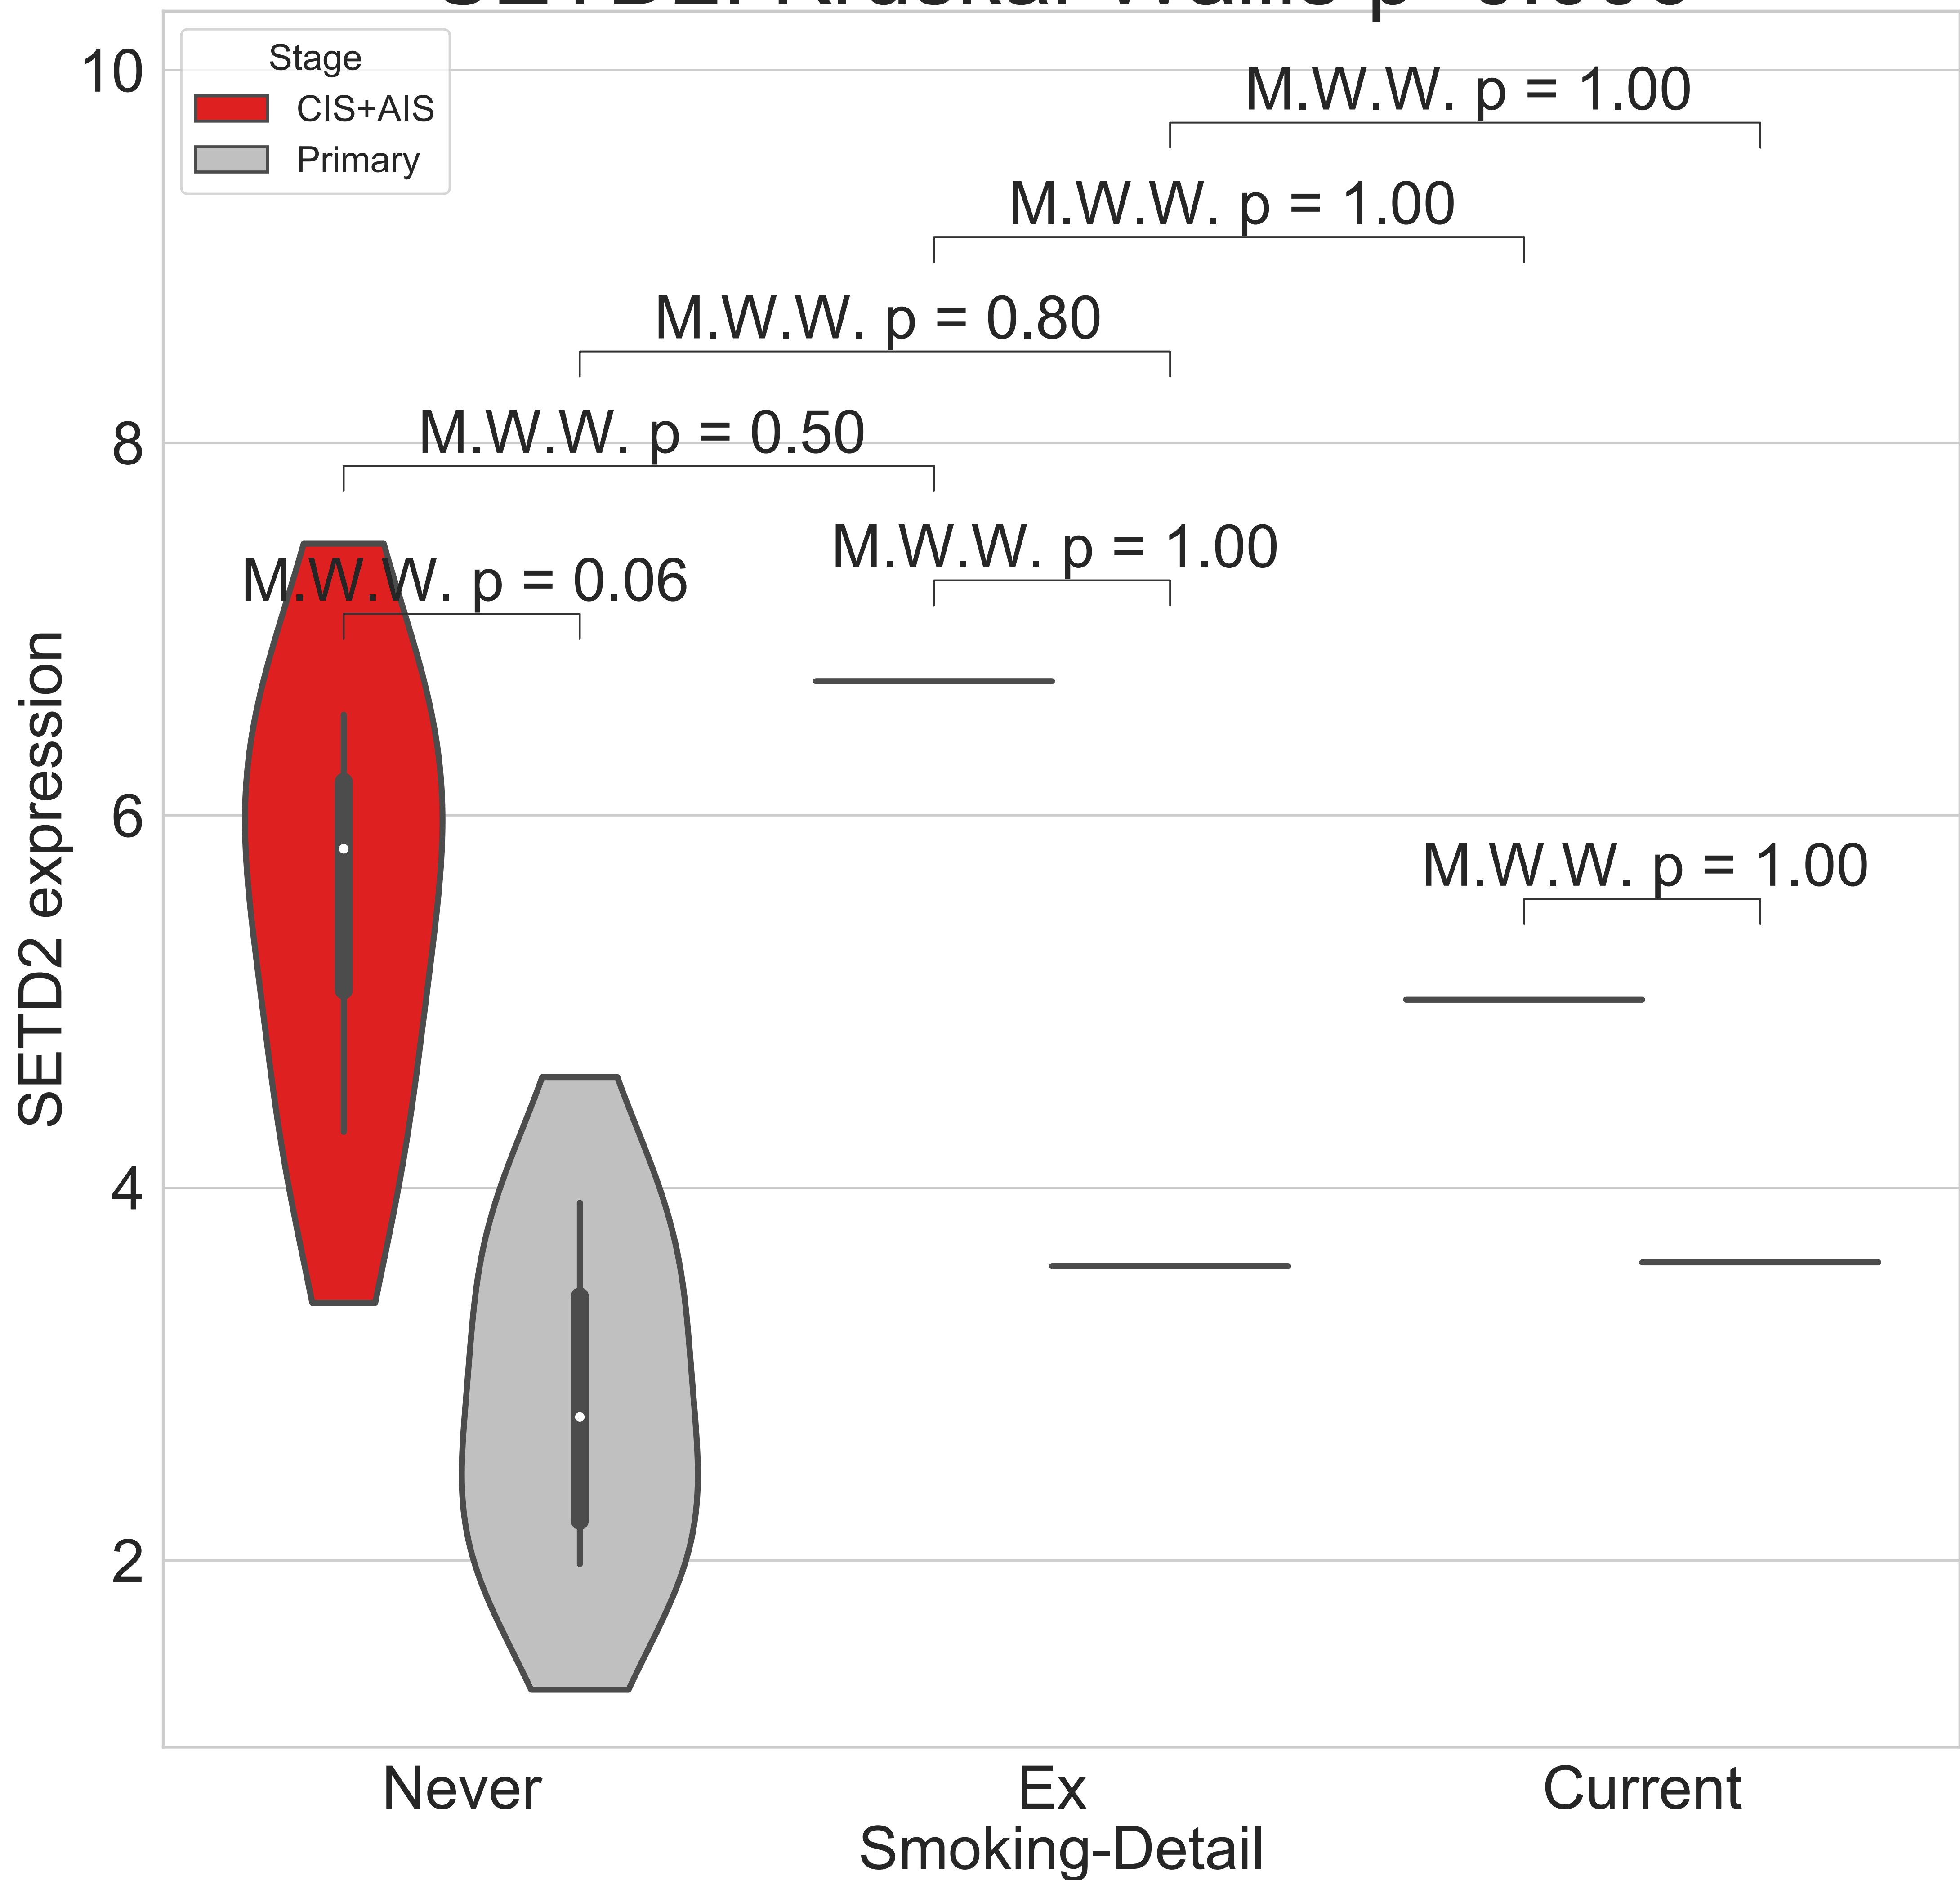 10
8
6
4
2
SETD2 expression
Stage
CIS+AIS
Primary
M.W.W. p = 1.00
M.W.W. p = 1.00
M.W.W. p = 0.80
M.W.W. p = 0.50
M.W.W. p = 1.00
M.W.W. p = 0.06
M.W.W. p = 1.00
Never
Ex
Current
Smoking-Detail